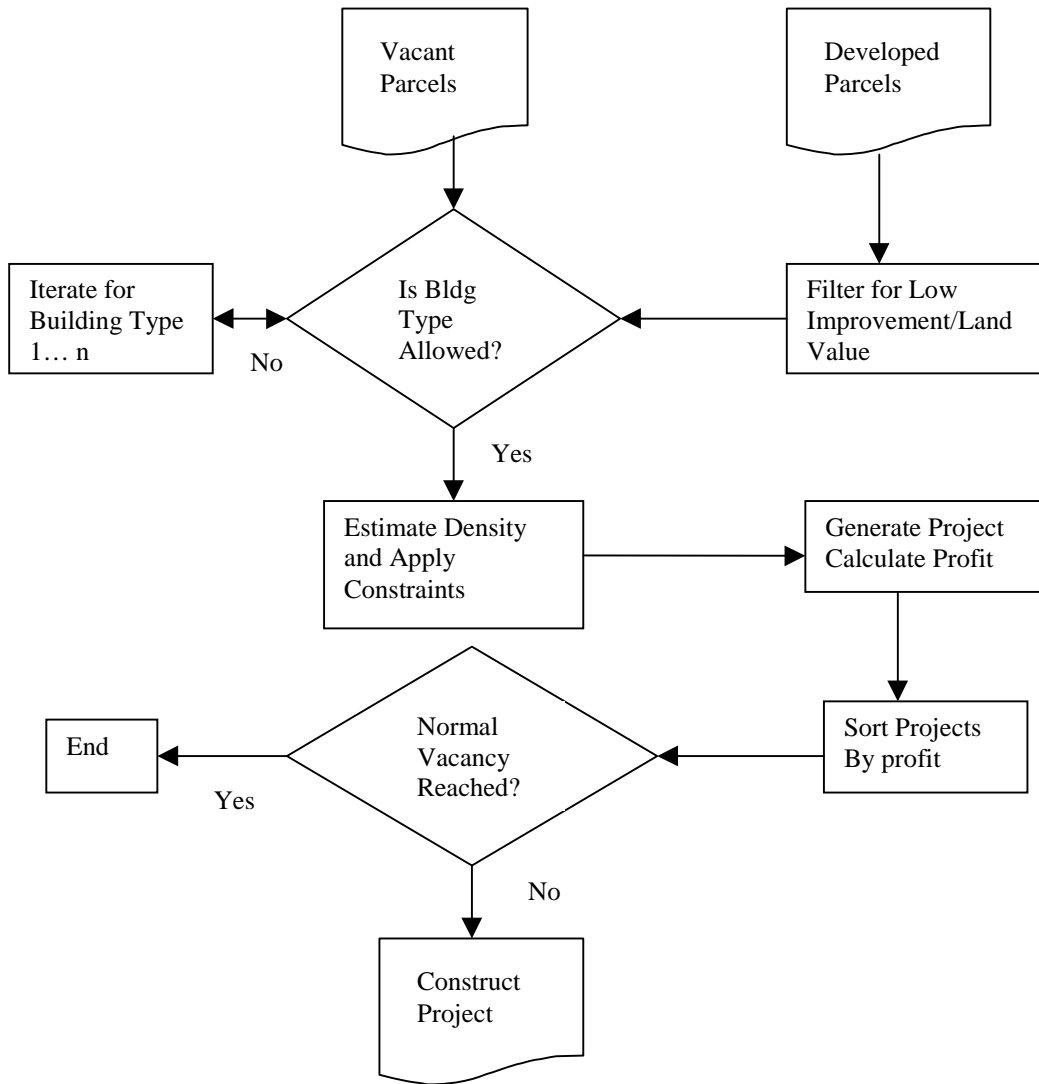 Vacant
Parcels
Developed
Parcels
Iterate for
Building Type
1… n
No
Is Bldg
Type
Allowed?
Filter for Low
Improvement/Land
Value
Yes
Estimate Density
and Apply
Constraints
Generate Project
Calculate Profit
End
Yes
Normal
Vacancy
Reached?
Sort Projects
By profit
No
Construct
Project